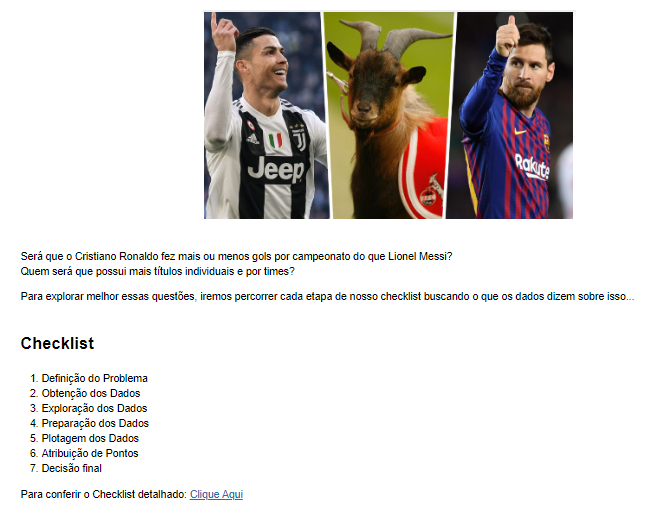 Jeep
Rakute
Será que o Cristiano Ronaldo fez mais ou menos gols por campeonato do que Lionel Messi?
Quem será que possui mais títulos individuais e por times?
Para explorar melhor essas questões, iremos percorrer cada etapa de nosso checklist buscando o que os dados dizem sobre isso...
Checklist
1. Definição do Problema
2. Obtenção dos Dados
3. Exploração dos Dados
4. Preparação dos Dados
5. Plotagem dos Dados
6. Atribuição de Pontos
7. Decisão final
Para conferir o Checklist detalhado: Clique Aqui